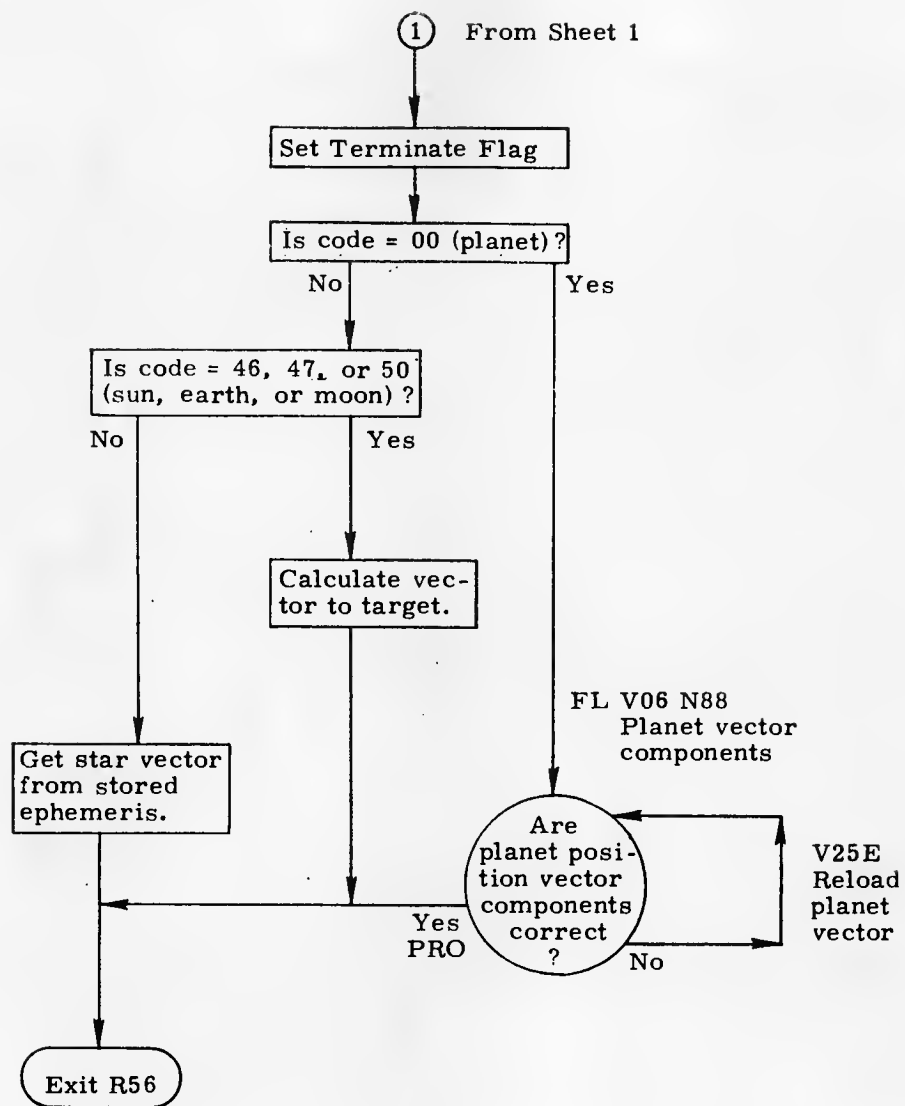 1 From Sheet 1
Set Terminate Flag
Is code = 00 (planet) ?
No
Yes
Is code = 46, 47, or 50
(sun, earth, or moon) ?
No
Yes
Calculate vec-
tor to target.
FL V06 N88
Planet vector
components
Get star vector
from stored
ephemeris.
Are
planet posi-
tion vector
components
correct
?
V25E
Reload
planet
vector
Yes
PRO
No
Exit R56